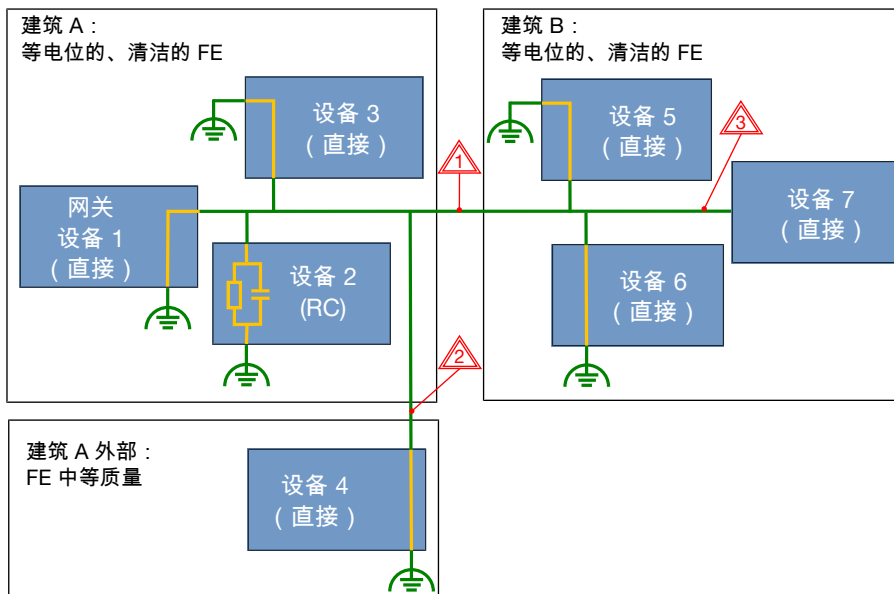 建筑 A：
等电位的、清洁的 FE
设备 3
（直接）
网关
设备 1
（直接）
设备 2
(RC)
1
2
建筑 B：
等电位的、清洁的 FE
设备 5
（直接）
3
设备 7
（直接）
设备 6
（直接）
建筑 A 外部：
FE 中等质量
设备 4
（直接）